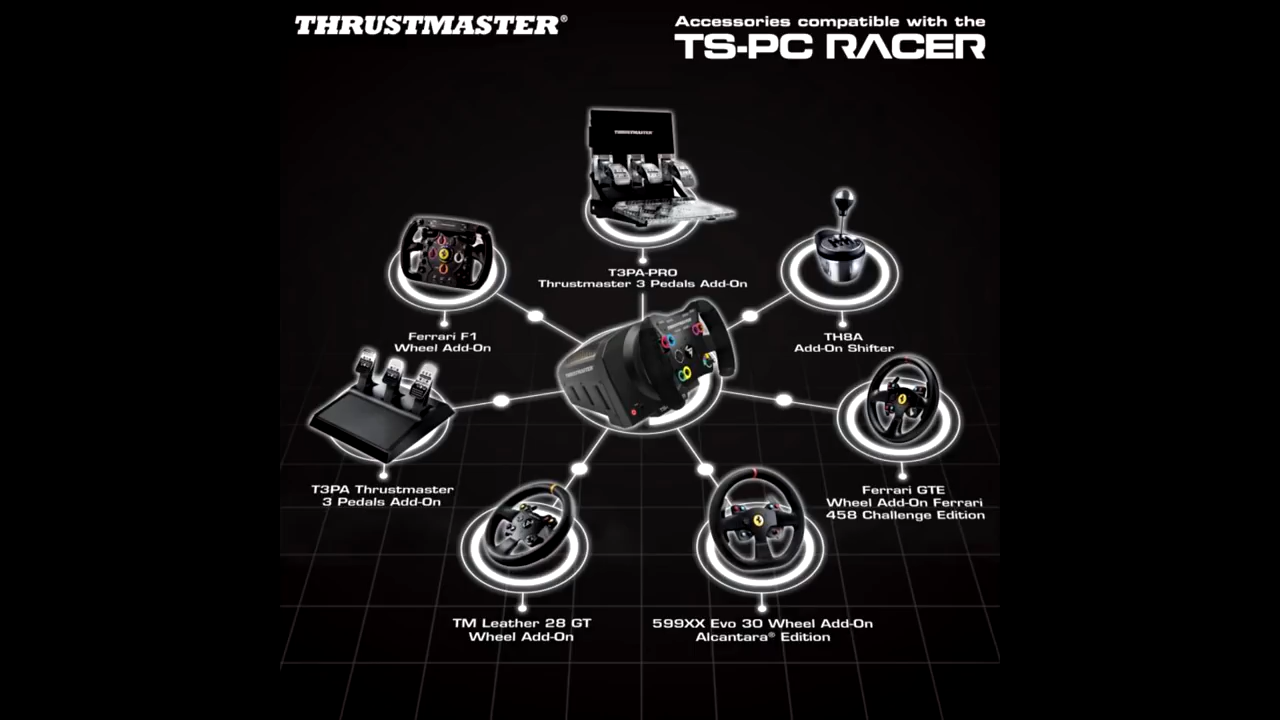 THRUSTMASTER®
Accessories compatible with the
TS-PC RACER
THRUSTMASTER
T3PA-PRO
Thrustmaster 3 Pedals Add-On
Ferrari F1
Wheel Add-On
TH8A
Add-On Shifter
THRUSTMASTER
T3PA Thrustmaster
3 Pedals Add-On
Ferrari GTE
Wheel Add-On Ferrari
458 Challenge Edition
TM Leather 28 GT
Wheel Add-On
599XX Evo 30 Wheel Add-On
Alcantara® Edition